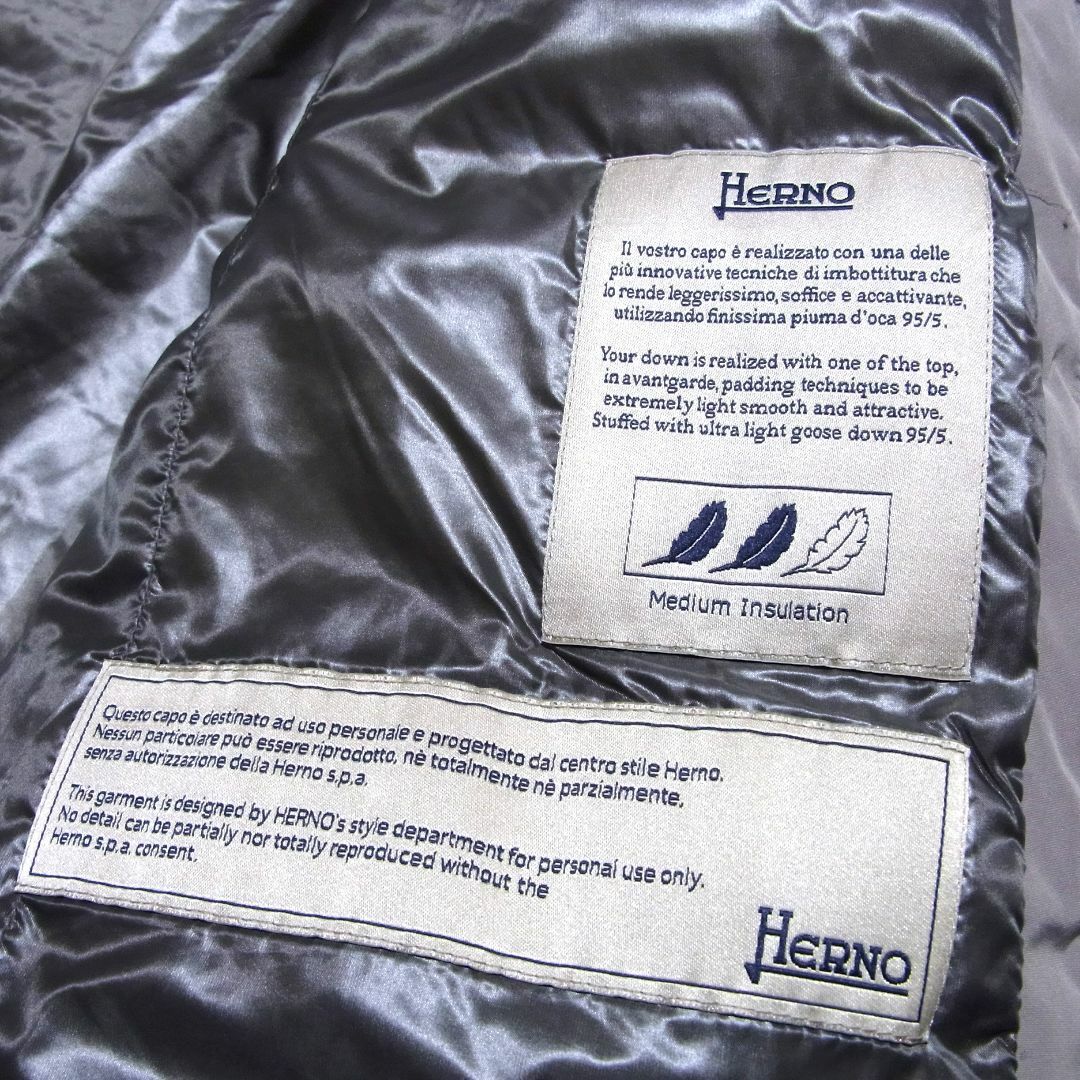 HERNO
Il vostro capo è realizzato con una delle
più innovative tecniche di imbottitura che
lo rende leggerissimo, soffice e accattivante,
utilizzando finissima piuma d'oca 95/5.
Your down is realized with one of the top,
in avantgarde, padding techniques to be
extremely light smooth and attractive.
Stuffed with ultra light goose down 95/5.
Medium Insulation
Questo capo è destinato ad uso personale e progettato dal centro stile Herno.
Nessun particolare può essere riprodotto, nè totalmente nè parzialmente,
senza autorizzazione della Herno s.p.a.
This garment is designed by HERNO's style department for personal use only.
No detail can be partially nor totally reproduced without the
Herno s.p.a. consent.
HERNO